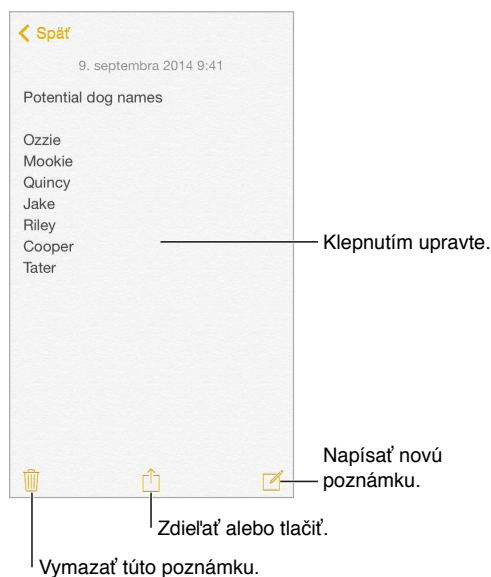 Späť
9. septembra 2014 9:41
Potential dog names
Ozzie
Mookie
Quincy
Jake
Riley
Cooper
Tater
Klepnutím upravte.
Napísať novú
poznámku.
Zdieľať alebo tlačiť.
Vymazať túto poznámku.